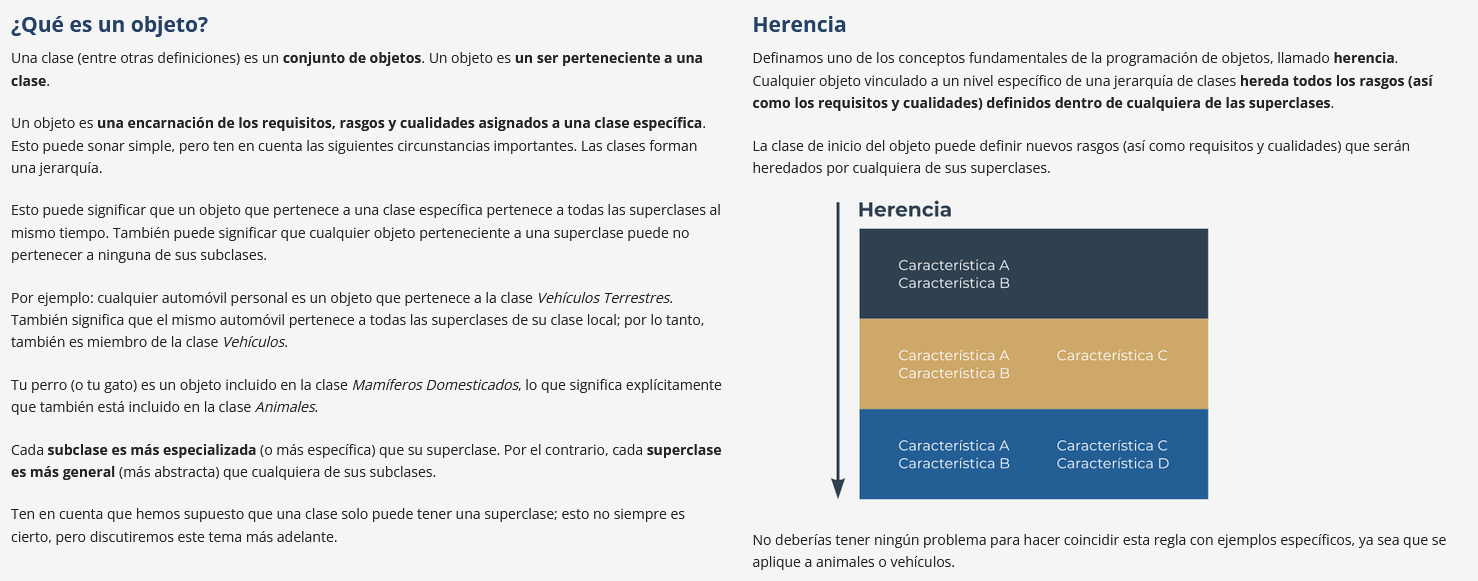 ¿Qué es un objeto?
Una clase (entre otras definiciones) es un conjunto de objetos. Un objeto es un ser perteneciente a una
clase.
Un objeto es una encarnación de los requisitos, rasgos y cualidades asignados a una clase específica.
Esto puede sonar simple, pero ten en cuenta las siguientes circunstancias importantes. Las clases forman
una jerarquía.
Esto puede significar que un objeto que pertenece a una clase específica pertenece a todas las superclases al
mismo tiempo. También puede significar que cualquier objeto perteneciente a una superclase puede no
pertenecer a ninguna de sus subclases.
Por ejemplo: cualquier automóvil personal es un objeto que pertenece a la clase Vehículos Terrestres.
También significa que el mismo automóvil pertenece a todas las superclases de su clase local; por lo tanto,
también es miembro de la clase Vehículos.
Tu perro (o tu gato) es un objeto incluido en la clase Mamíferos Domesticados, lo que significa explícitamente
que también está incluido en la clase Animales.
Cada subclase es más especializada (o más específica) que su superclase. Por el contrario, cada superclase
es más general (más abstracta) que cualquiera de sus subclases.
Ten en cuenta que hemos supuesto que una clase solo puede tener una superclase; esto no siempre es
cierto, pero discutiremos este tema más adelante.
Herencia
Definamos uno de los conceptos fundamentales de la programación de objetos, llamado herencia.
Cualquier objeto vinculado a un nivel específico de una jerarquía de clases hereda todos los rasgos (así
como los requisitos y cualidades) definidos dentro de cualquiera de las superclases.
La clase de inicio del objeto puede definir nuevos rasgos (así como requisitos y cualidades) que serán
heredados por cualquiera de sus superclases.
Herencia
Característica A
Característica B
Característica A Característica C
Característica B
Característica A Característica C
Característica B Característica D
No deberías tener ningún problema para hacer coincidir esta regla con ejemplos específicos, ya sea que se
aplique a animales o vehículos.